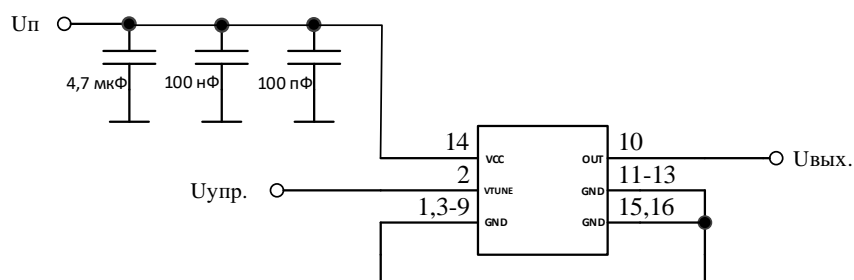 Uп
4,7 мкФ
100 нФ
100 пФ
14
VCC
OUT
10
Uвых.
Uупр.
2
VTUNE
GND
11-13
1,3-9
GND
GND
15,16